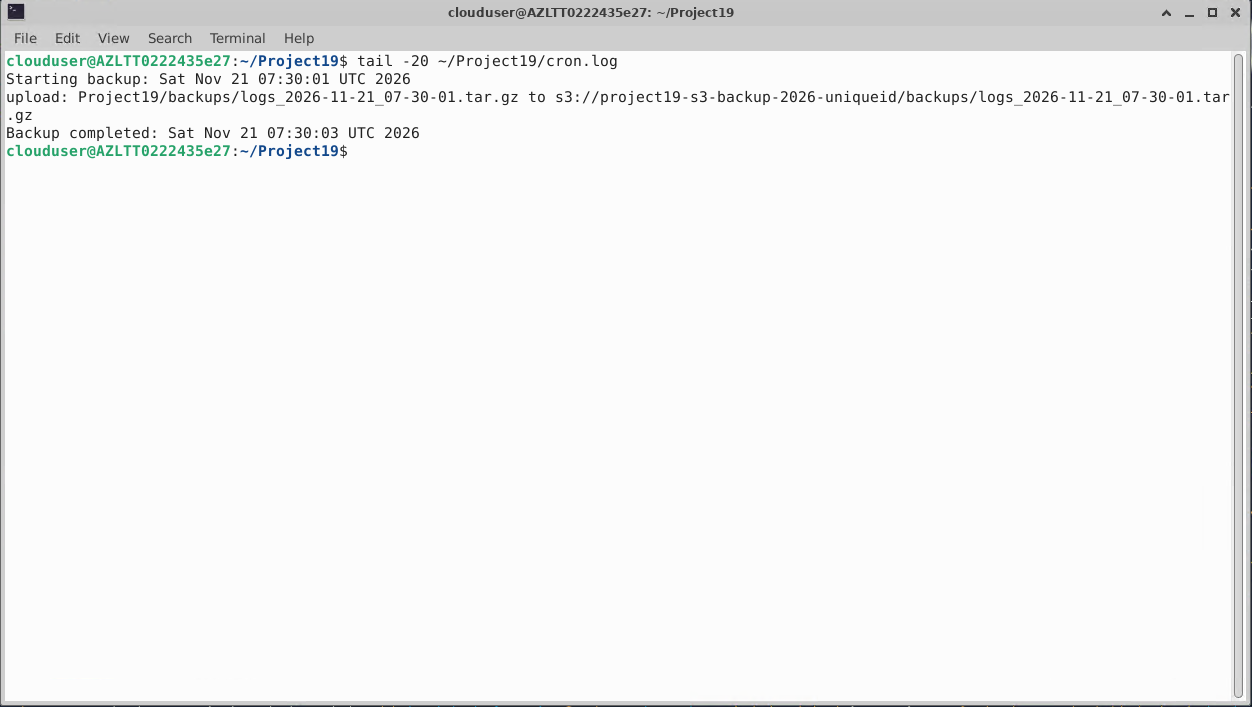 clouduser@AZLTT0222435e27: ~/Project19
File Edit View Search Terminal Help
clouduser@AZLTT0222435e27:~/Project19$ tail -20 ~/Project19/cron.log
Starting backup: Sat Nov 21 07:30:01 UTC 2026
upload: Project19/backups/logs_2026-11-21_07-30-01.tar.gz to s3://project19-s3-backup-2026-uniqueid/backups/logs_2026-11-21_07-30-01.tar
.gz
Backup completed: Sat Nov 21 07:30:03 UTC 2026
clouduser@AZLTT0222435e27:~/Project19$